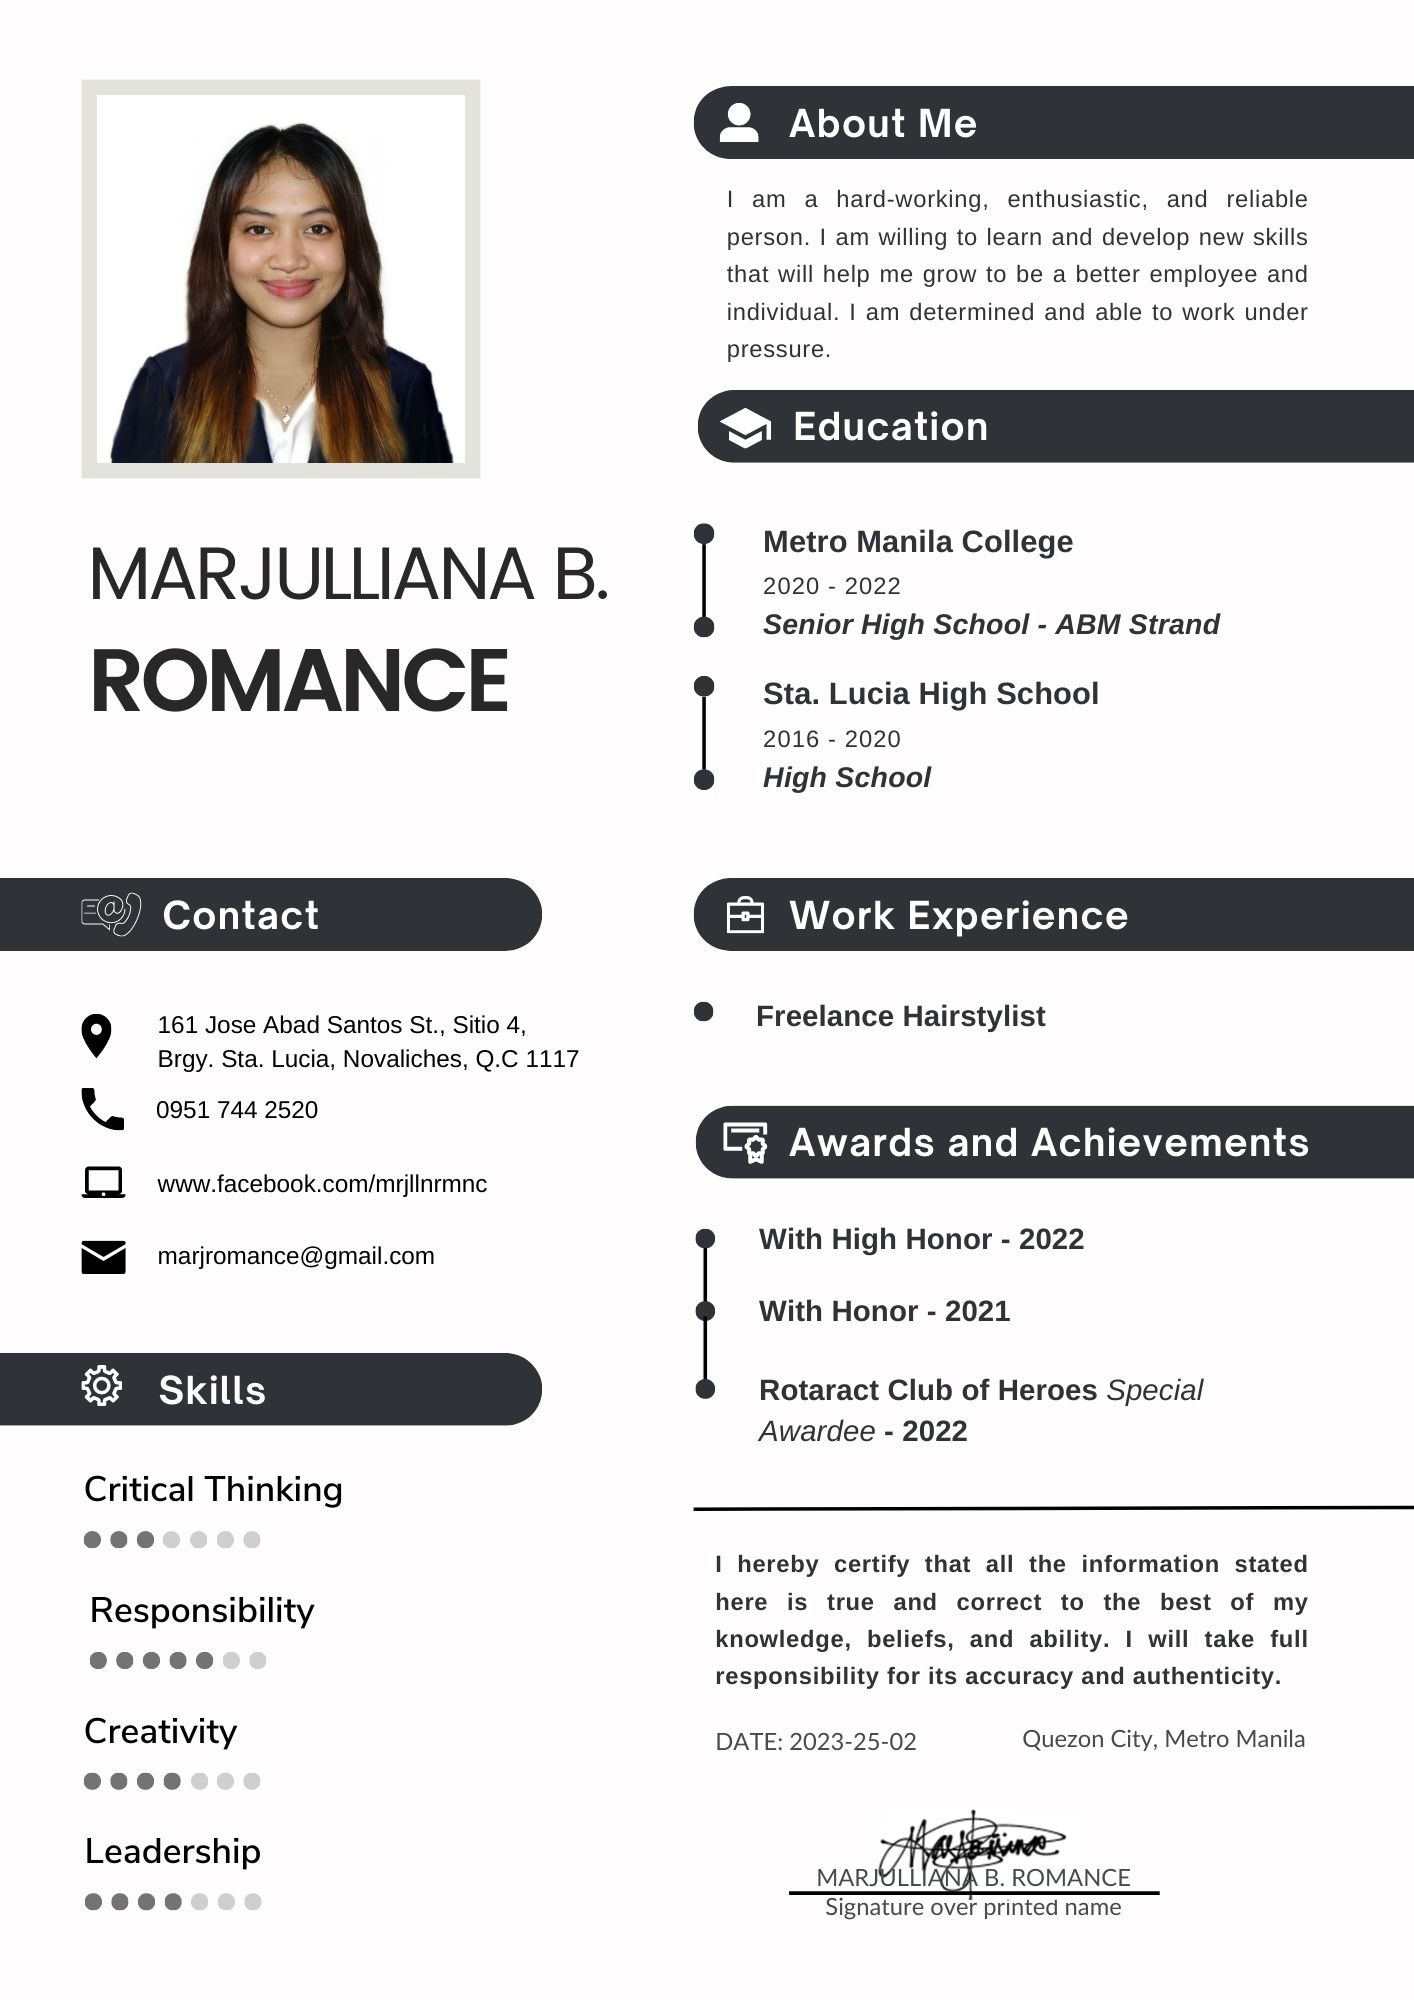 MARJULLIANA B.
ROMANCE
Contact
161 Jose Abad Santos St., Sitio 4,
Brgy. Sta. Lucia, Novaliches, Q.C 1117
0951 744 2520
www.facebook.com/mrjllnrmnc
marjromance@gmail.com
Skills
Critical Thinking
Responsibility
Creativity
Leadership
About Me
I am a hard-working, enthusiastic, and reliable
person. I am willing to learn and develop new skills
that will help me grow to be a better employee and
individual. I am determined and able to work under
pressure.
Education
Metro Manila College
2020 - 2022
Senior High School - ABM Strand
Sta. Lucia High School
2016 - 2020
High School
Work Experience
Freelance Hairstylist
Awards and Achievements
With High Honor - 2022
With Honor - 2021
Rotaract Club of Heroes Special
Awardee - 2022
I hereby certify that all the information stated
here is true and correct to the best of my
knowledge, beliefs, and ability. I will take full
responsibility for its accuracy and authenticity.
DATE: 2023-25-02
Quezon City, Metro Manila
MARJULLIANA B. ROMANCE
Signature over printed name